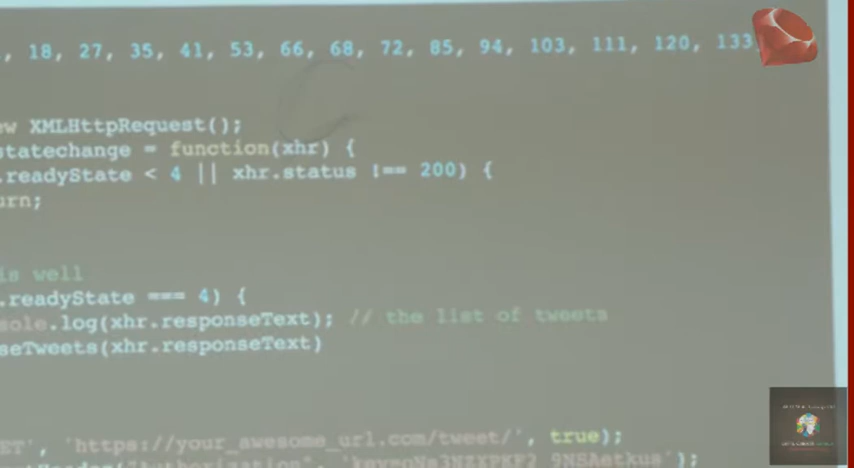 , 18, 27, 35, 41, 53, 66, 68, 72, 85, 94, 103, 111, 120, 133
ew XMLHttpRequest();
statechange = function(xhr) {
.readyState < 4 || xhr.status !== 200) {
urn;
is well
.readyState === 4) {
sole.log(xhr.responseText); // the list of tweets
seTweets(xhr.responseText)
ET', 'https://your_awesome_url.com/tweet/', true);